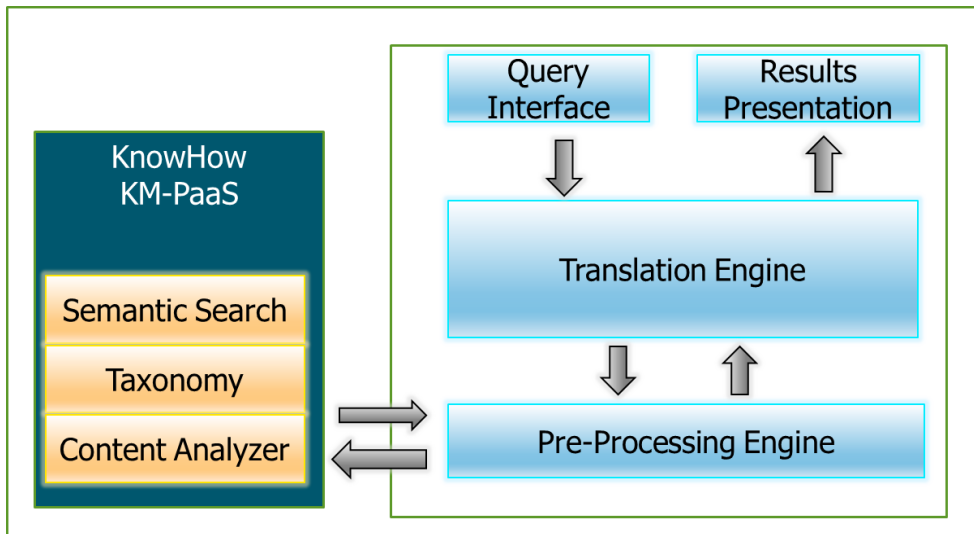 Query
Interface
Results
Presentation
KnowHow
KM-PaaS
Translation Engine
Semantic Search
Taxonomy
Content Analyzer
Pre-Processing Engine